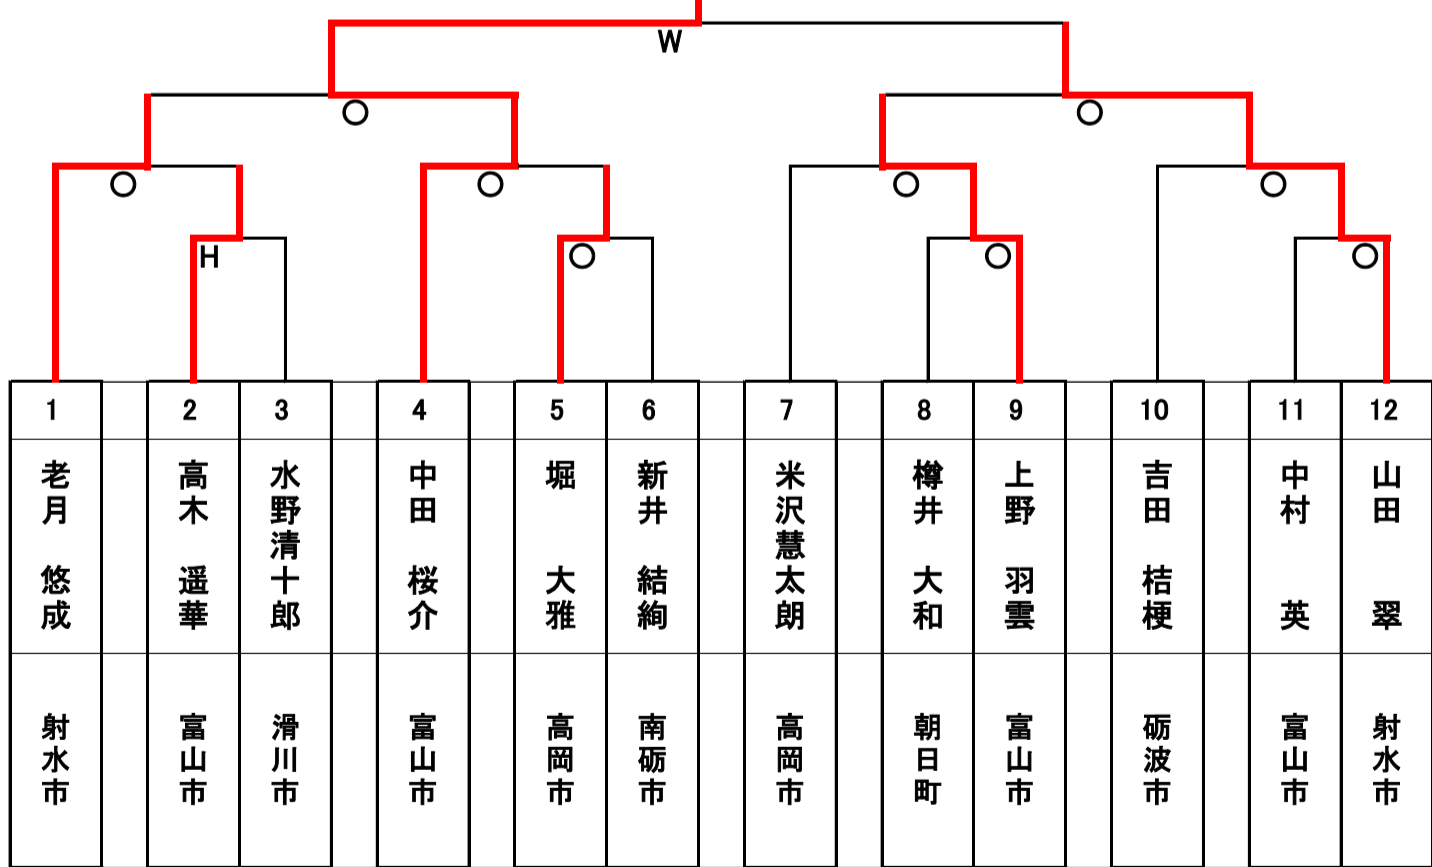 W
H
1 2 3 4 5 6 7 8 9 10 11 12
老月 悠成
高木 遥華
水野清十郎
中田 桜介
堀 大雅
新井 結絢
米沢慧太朗
樽井 大和
上野 羽雲
吉田 桔梗
中村 英
山田 翠
射水市
富山市
滑川市
富山市
高岡市
南砺市
高岡市
朝日町
富山市
砺波市
富山市
射水市